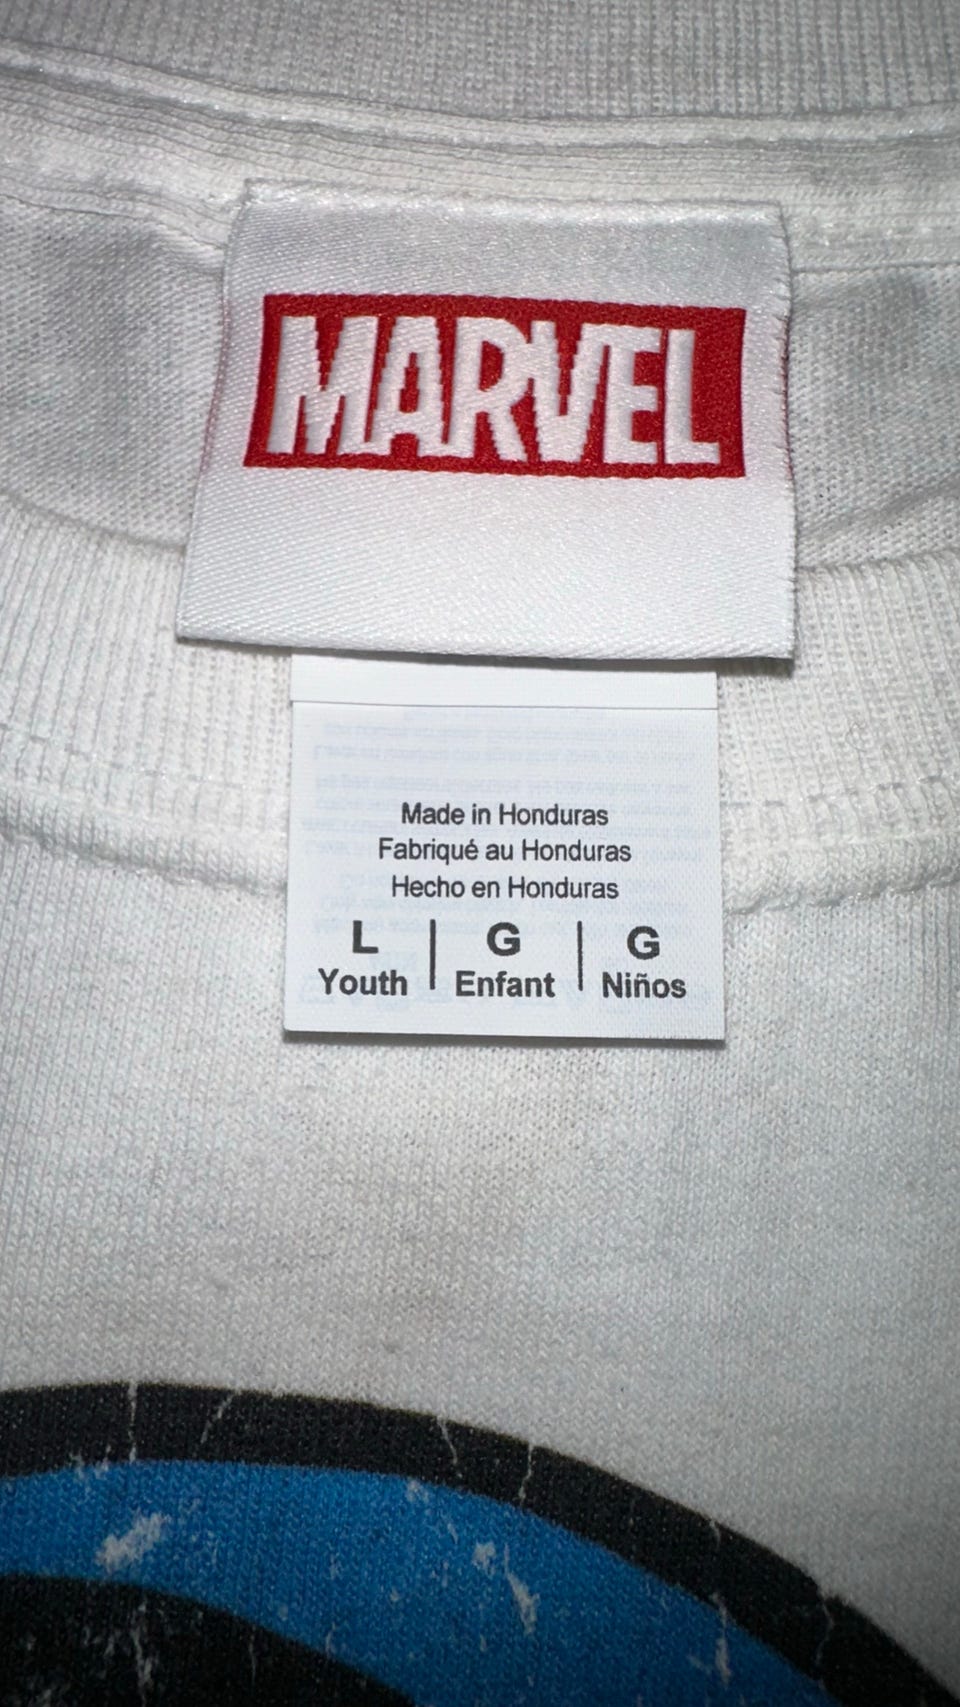 MARVEL
Made in Honduras
Fabriqué au Honduras
Hecho en Honduras
L | G | G
Youth | Enfant | Niños